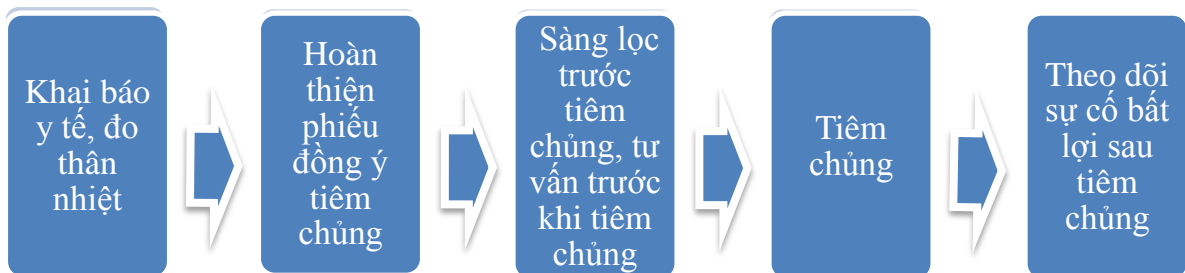 Khai báo
y tế, đo
thân
nhiệt
Hoàn
thiện
phiếu
đồng ý
tiêm
chủng
Sàng lọc
trước
tiêm
chủng, tư
vấn trước
khi tiêm
chủng
Tiêm
chủng
Theo dõi
sự cố bất
lợi sau
tiêm
chủng